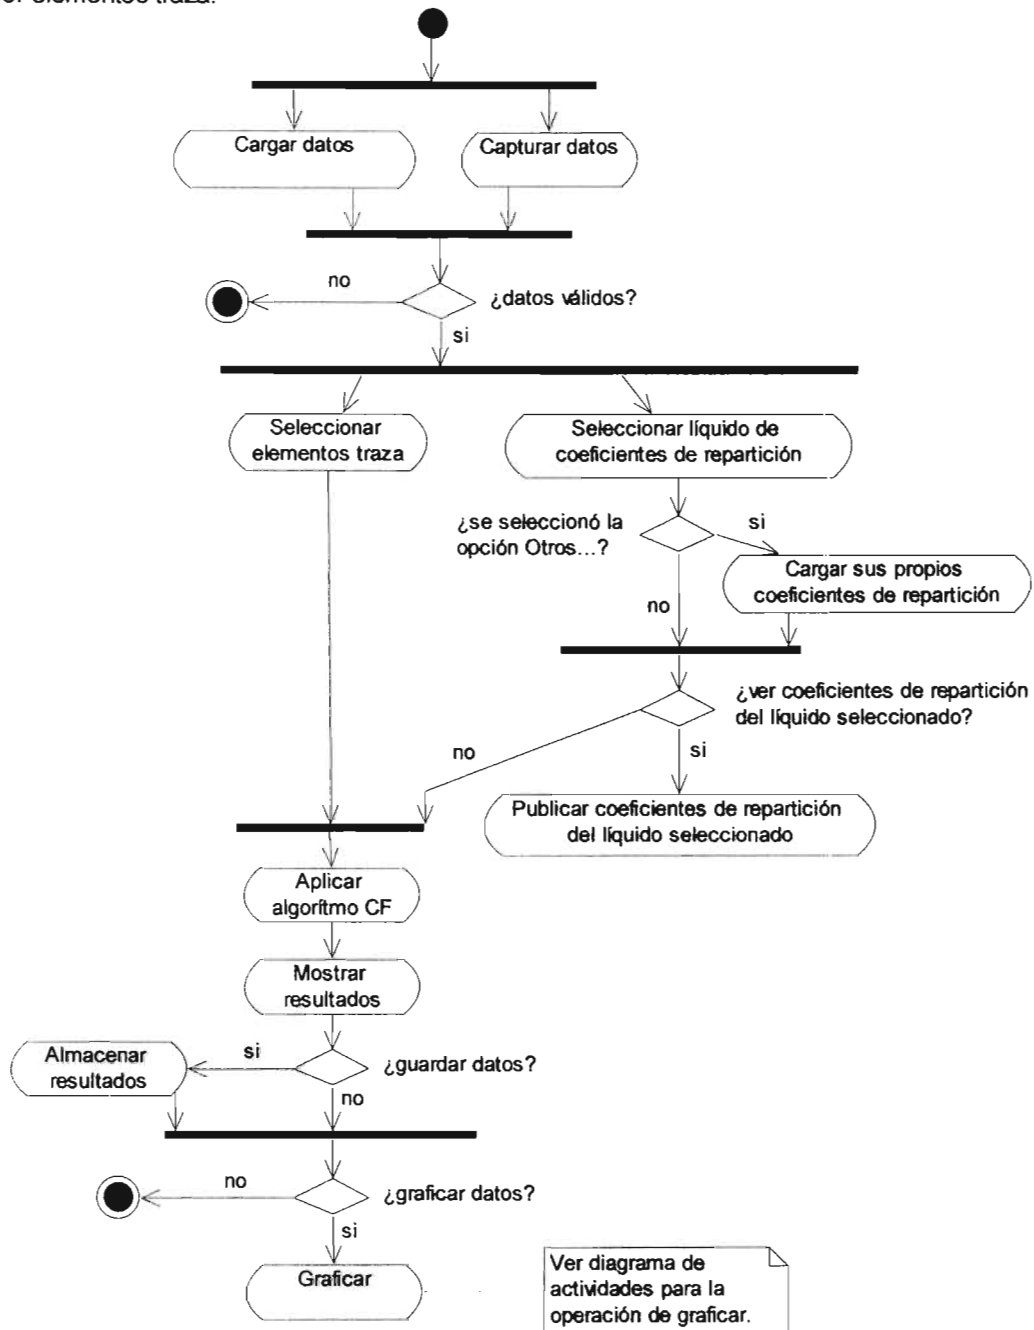 elementos traza.
Cargar datos
Capturar datos
no
¿datos válidos?
si
Seleccionar
elementos traza
Seleccionar líquido de
coeficientes de repartición
¿se seleccionó la
opción Otros...?
si
Cargar sus propios
coeficientes de repartición
no
¿ver coeficientes de repartición
del líquido seleccionado?
no
si
Publicar coeficientes de repartición
del líquido seleccionado
Aplicar
algorítmo CF
Mostrar
resultados
Almacenar
resultados
si
¿guardar datos?
no
no
¿graficar datos?
si
Graficar
Ver diagrama de
actividades para la
operación de graficar.